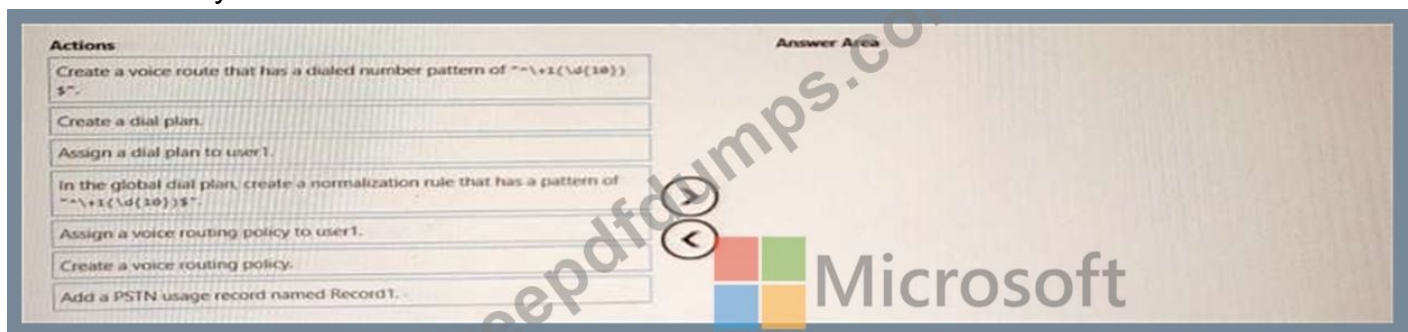 Actions
Answer Area
Create a voice route that has a dialed number pattern of "^\+1(\d{10})
$".
Create a dial plan.
Assign a dial plan to user1.
In the global dial plan, create a normalization rule that has a pattern of
"^\+1(\d{10})$".
Assign a voice routing policy to user1.
Create a voice routing policy.
Add a PSTN usage record named Record1.
Microsoft
eepdfdumps.co